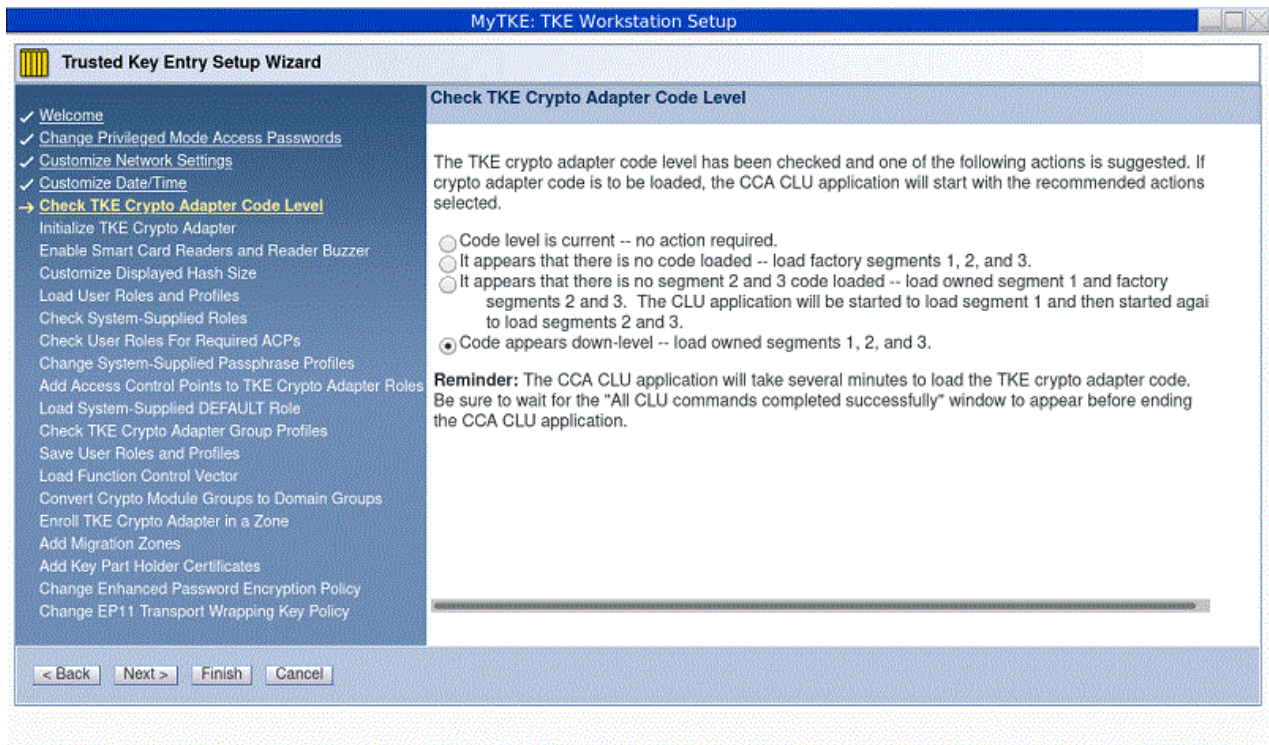 MyTKE: TKE Workstation Setup
Trusted Key Entry Setup Wizard
Welcome
Change Privileged Mode Access Passwords
Customize Network Settings
Customize Date/Time
Check TKE Crypto Adapter Code Level
Initialize TKE Crypto Adapter
Enable Smart Card Readers and Reader Buzzer
Customize Displayed Hash Size
Load User Roles and Profiles
Check System-Supplied Roles
Check User Roles For Required ACPs
Change System-Supplied Passphrase Profiles
Add Access Control Points to TKE Crypto Adapter Roles
Load System-Supplied DEFAULT Role
Check TKE Crypto Adapter Group Profiles
Save User Roles and Profiles
Load Function Control Vector
Convert Crypto Module Groups to Domain Groups
Enroll TKE Crypto Adapter in a Zone
Add Migration Zones
Add Key Part Holder Certificates
Change Enhanced Password Encryption Policy
Change EP11 Transport Wrapping Key Policy
Check TKE Crypto Adapter Code Level
The TKE crypto adapter code level has been checked and one of the following actions is suggested. If
crypto adapter code is to be loaded, the CCA CLU application will start with the recommended actions
selected.
Code level is current -- no action required.
It appears that there is no code loaded -- load factory segments 1, 2, and 3.
It appears that there is no segment 2 and 3 code loaded -- load owned segment 1 and factory
segments 2 and 3. The CLU application will be started to load segment 1 and then started agai
to load segments 2 and 3.
Code appears down-level -- load owned segments 1, 2, and 3.
Reminder: The CCA CLU application will take several minutes to load the TKE crypto adapter code.
Be sure to wait for the "All CLU commands completed successfully" window to appear before ending
the CCA CLU application.
< Back Next > Finish Cancel